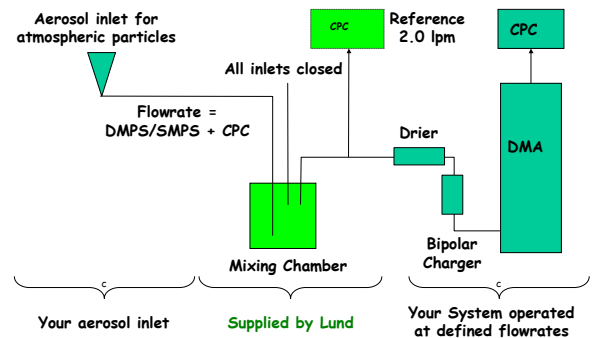 Aerosol inlet for
atmospheric particles
CPC
Reference
2.0 lpm
CPC
All inlets closed
Flowrate =
DMPS/SMPS + CPC
Drier
DMA
Bipolar
Charger
Mixing Chamber
c
c
Your aerosol inlet
Supplied by Lund
Your System operated
at defined flowrates